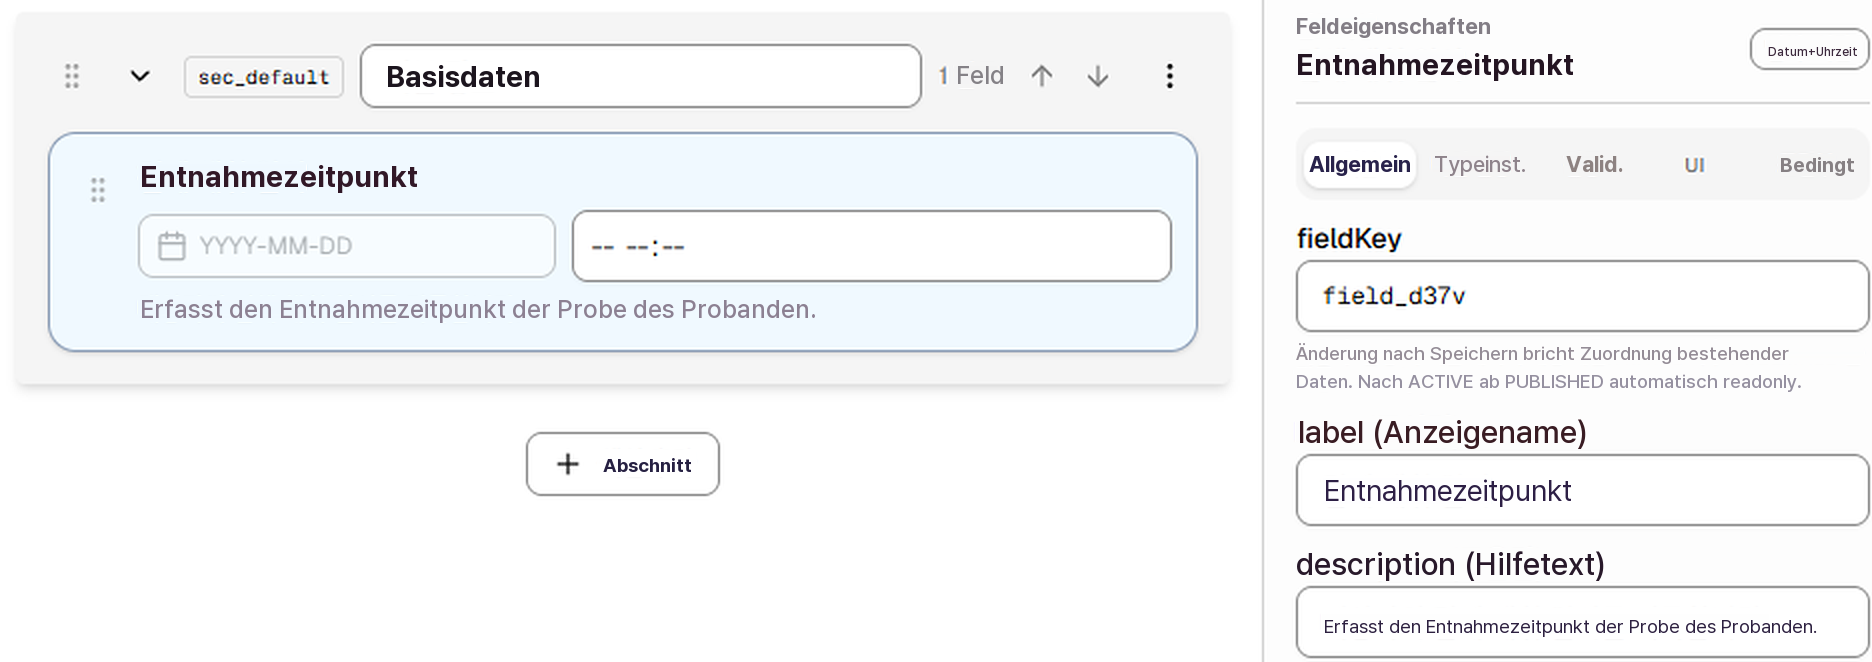 sec_default
Basisdaten
1 Feld
Entnahmezeitpunkt
YYYY-MM-DD
-- --:--
Erfasst den Entnahmezeitpunkt der Probe des Probanden.
Abschnitt
Feldeigenschaften
Entnahmezeitpunkt
Datum+Uhrzeit
Allgemein Typeinst. Valid. UI Bedingt
fieldKey
field_d37v
Änderung nach Speichern bricht Zuordnung bestehender
Daten. Nach ACTIVE ab PUBLISHED automatisch readonly.
label (Anzeigename)
Entnahmezeitpunkt
description (Hilfetext)
Erfasst den Entnahmezeitpunkt der Probe des Probanden.